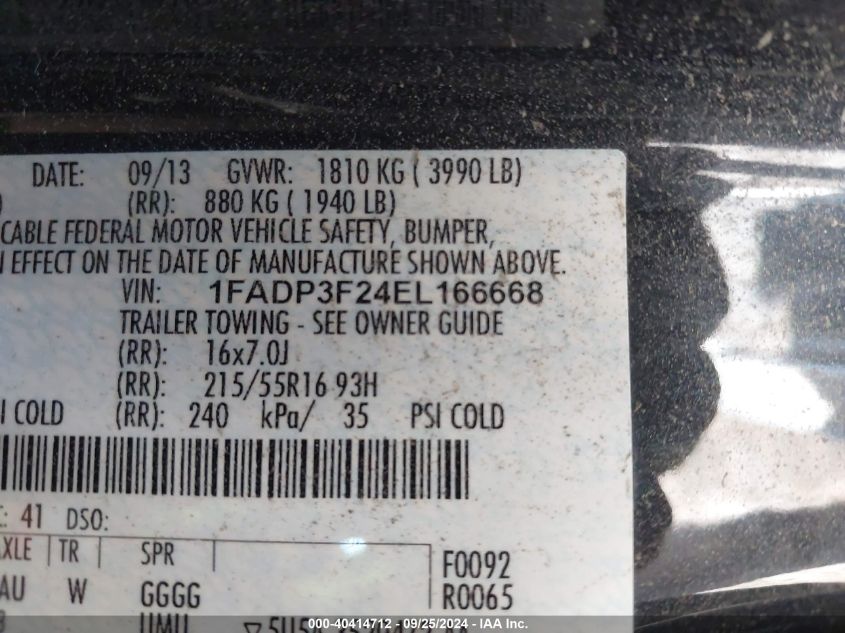 DATE: 09/13 GVWR: 1810 KG ( 3990 LB)
(RR): 880 KG ( 1940 LB)
CABLE FEDERAL MOTOR VEHICLE SAFETY, BUMPER,
EFFECT ON THE DATE OF MANUFACTURE SHOWN ABOVE.
VIN: 1FADP3F24EL166668
TRAILER TOWING - SEE OWNER GUIDE
(RR): 16x7.0J
(RR): 215/55R16 93H
I COLD (RR): 240 kPa/ 35 PSI COLD
: 41 DSO:
AXLE TR SPR
AU W GGGG F0092
R0065
UMU
000-40414712 - 09/25/2024 - IAAI, Inc.